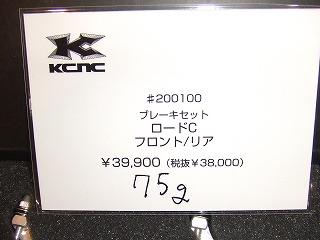 KCNC
#200100
ブレーキセット
ロードC
フロント/リア
¥39,900（税抜¥38,000）
75g